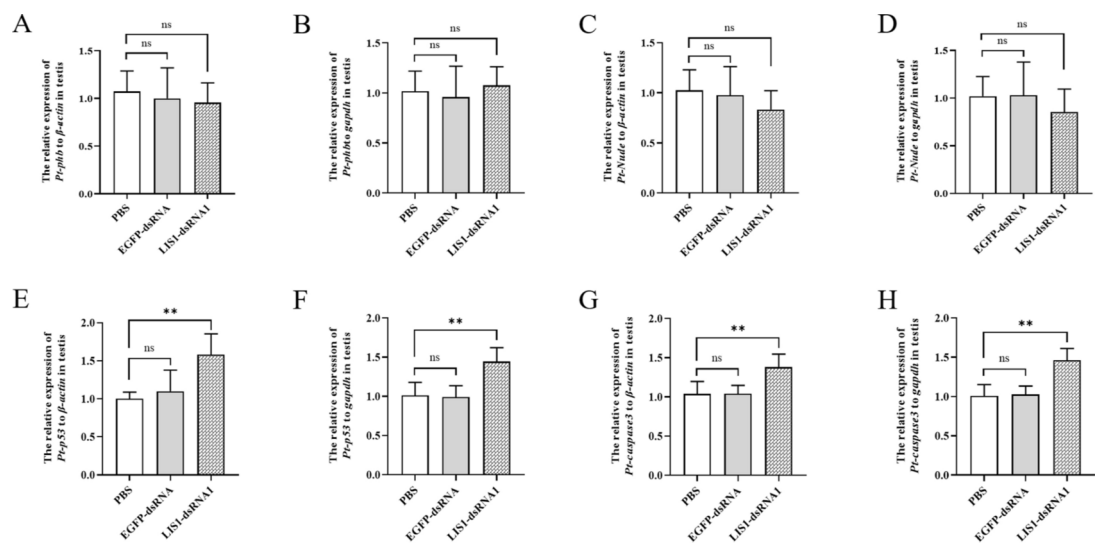 A
The relative expression of
Pt-phb to β-actin in testis
ns
ns
1.5
1.0
0.5
0.0
PBS
EGFP-dsRNA
LIS1-dsRNA1
B
The relative expression of
Pt-phbto gapdh in testis
ns
ns
1.5
1.0
0.5
0.0
PBS
EGFP-dsRNA
LIS1-dsRNA1
C
The relative expression of
Pt-Nude to β-actin in testis
ns
ns
1.5
1.0
0.5
0.0
PBS
EGFP-dsRNA
LIS1-dsRNA1
D
The relative expression of
Pt-Nude to gapdh in testis
ns
ns
1.5
1.0
0.5
0.0
PBS
EGFP-dsRNA
LIS1-dsRNA1
E
The relative expression of
Pt-p53 to β-actin in testis
**
ns
2.0
1.5
1.0
0.5
0.0
PBS
EGFP-dsRNA
LIS1-dsRNA1
F
The relative expression of
Pt-p53 to gapdh in testis
**
ns
2.0
1.5
1.0
0.5
0.0
PBS
EGFP-dsRNA
LIS1-dsRNA1
G
The relative expression of
Pt-caspase3 to β-actin in testis
**
ns
2.0
1.5
1.0
0.5
0.0
PBS
EGFP-dsRNA
LIS1-dsRNA1
H
The relative expression of
Pt-caspase3 to gapdh in testis
**
ns
2.0
1.5
1.0
0.5
0.0
PBS
EGFP-dsRNA
LIS1-dsRNA1